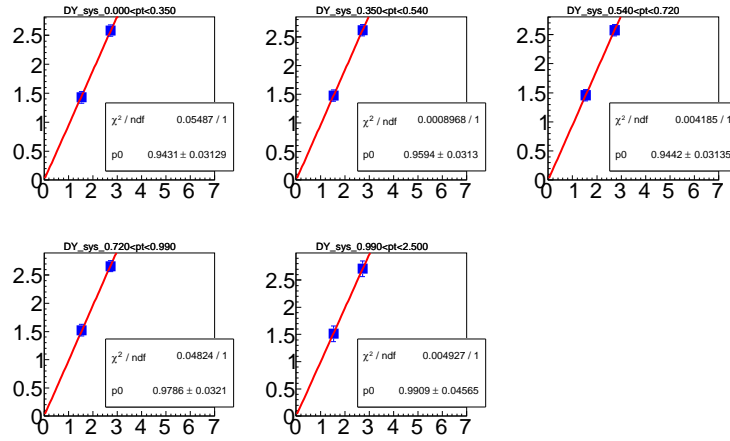 DY_sys_0.000<pt<0.350
2.5
2
1.5
1
0.5
0
χ² / ndf 0.05487 / 1
p0 0.9431 ± 0.03129
0 1 2 3 4 5 6 7
DY_sys_0.350<pt<0.540
2.5
2
1.5
1
0.5
0
χ² / ndf 0.0008968 / 1
p0 0.9594 ± 0.0313
0 1 2 3 4 5 6 7
DY_sys_0.540<pt<0.720
2.5
2
1.5
1
0.5
0
χ² / ndf 0.004185 / 1
p0 0.9442 ± 0.03135
0 1 2 3 4 5 6 7
DY_sys_0.720<pt<0.990
2.5
2
1.5
1
0.5
0
χ² / ndf 0.04824 / 1
p0 0.9786 ± 0.0321
0 1 2 3 4 5 6 7
DY_sys_0.990<pt<2.500
2.5
2
1.5
1
0.5
0
χ² / ndf 0.004927 / 1
p0 0.9909 ± 0.04565
0 1 2 3 4 5 6 7